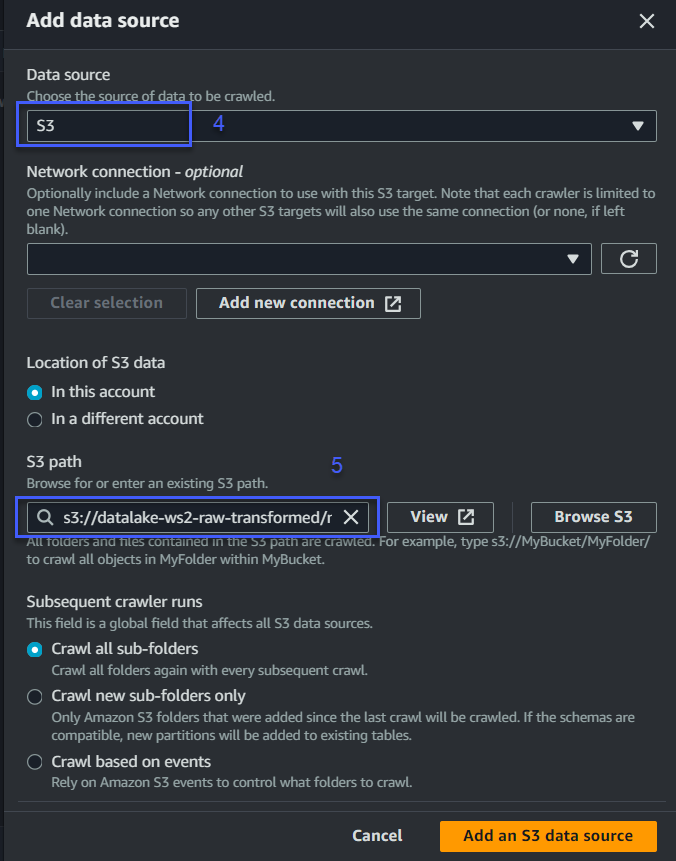 Add data source
Data source
Choose the source of data to be crawled.
S3
4
Network connection - optional
Optionally include a Network connection to use with this S3 target. Note that each crawler is limited to
one Network connection so any other S3 targets will also use the same connection (or none, if left
blank).
Clear selection
Add new connection
Location of S3 data
In this account
In a different account
S3 path
5
Browse for or enter an existing S3 path.
s3://datalake-ws2-raw-transformed/r
View
Browse S3
All folders and files contained in the S3 path are crawled. For example, type s3://MyBucket/MyFolder/
to crawl all objects in MyFolder within MyBucket.
Subsequent crawler runs
This field is a global field that affects all S3 data sources.
Crawl all sub-folders
Crawl all folders again with every subsequent crawl.
Crawl new sub-folders only
Only Amazon S3 folders that were added since the last crawl will be crawled. If the schemas are
compatible, new partitions will be added to existing tables.
Crawl based on events
Rely on Amazon S3 events to control what folders to crawl.
Cancel
Add an S3 data source